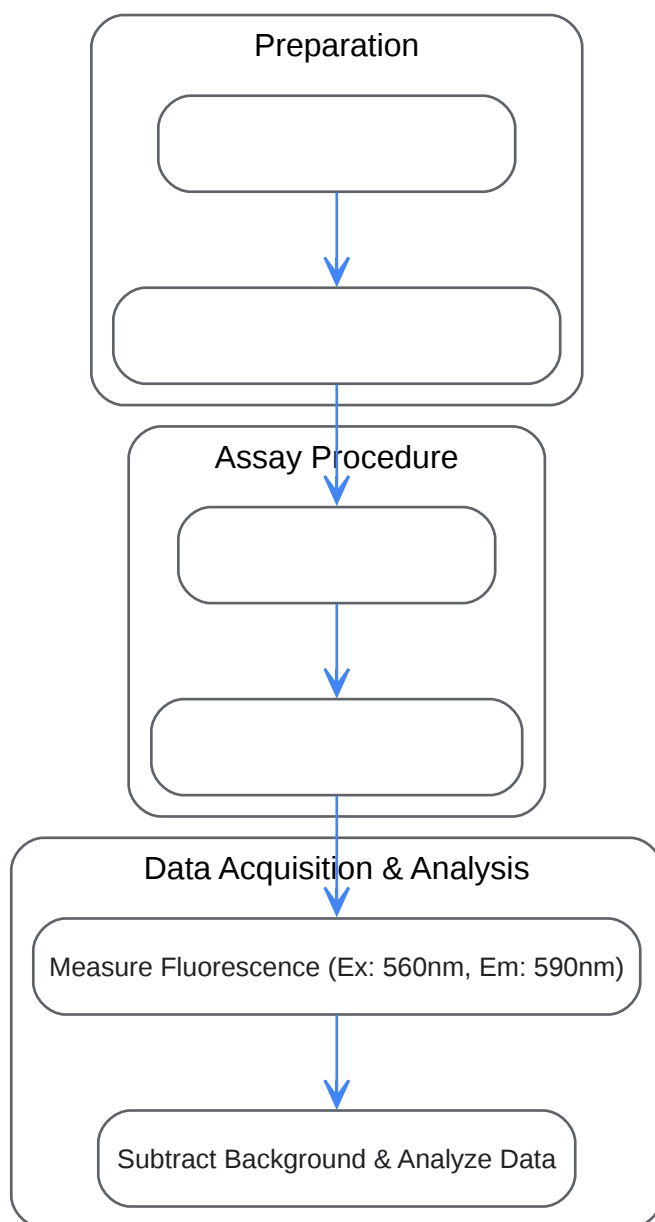 Preparation
Assay Procedure
Data Acquisition & Analysis
Measure Fluorescence (Ex: 560nm, Em: 590nm)
Subtract Background & Analyze Data